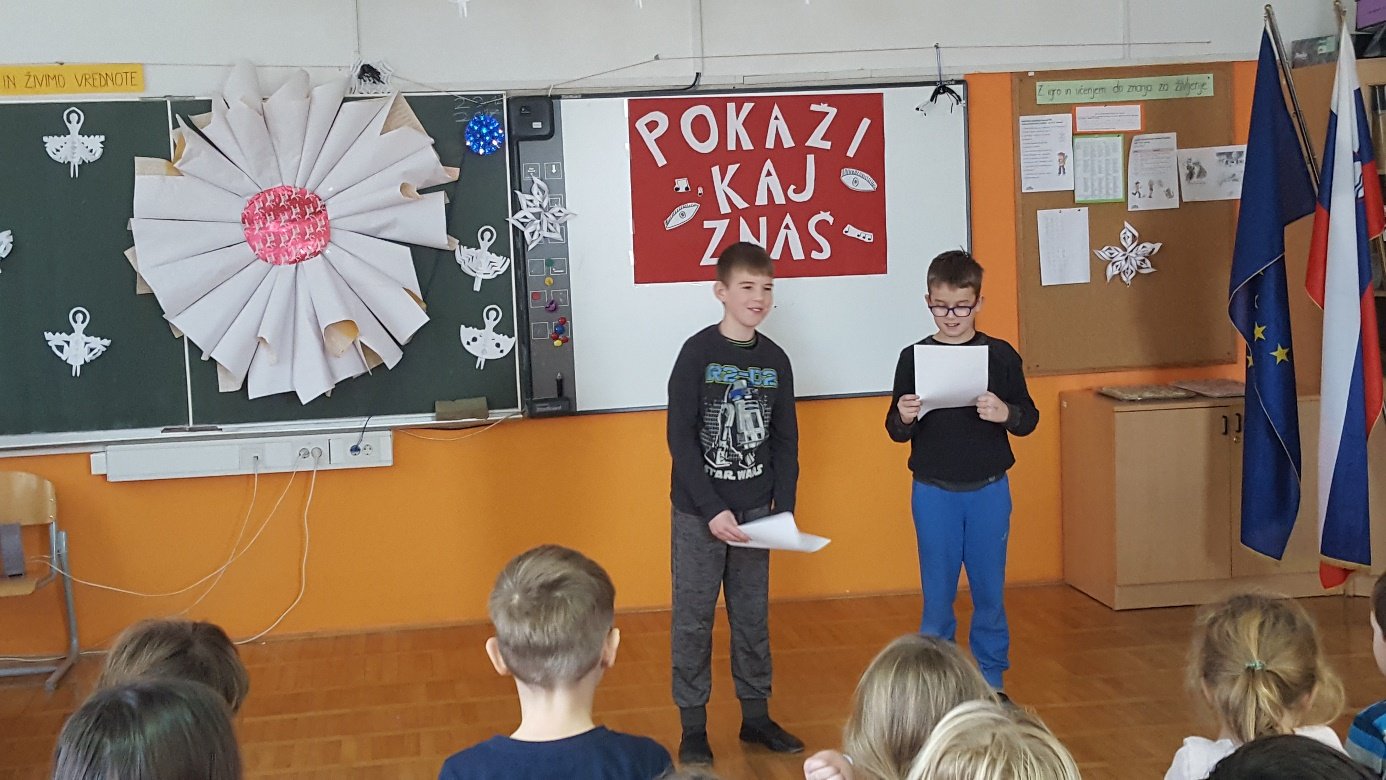 IN ŽIVIMO VREDNOTE
POKAŽI
KAJ
ZNAŠ
Z igro in učenjem do znanja za življenje
R2-D2
STAR WARS